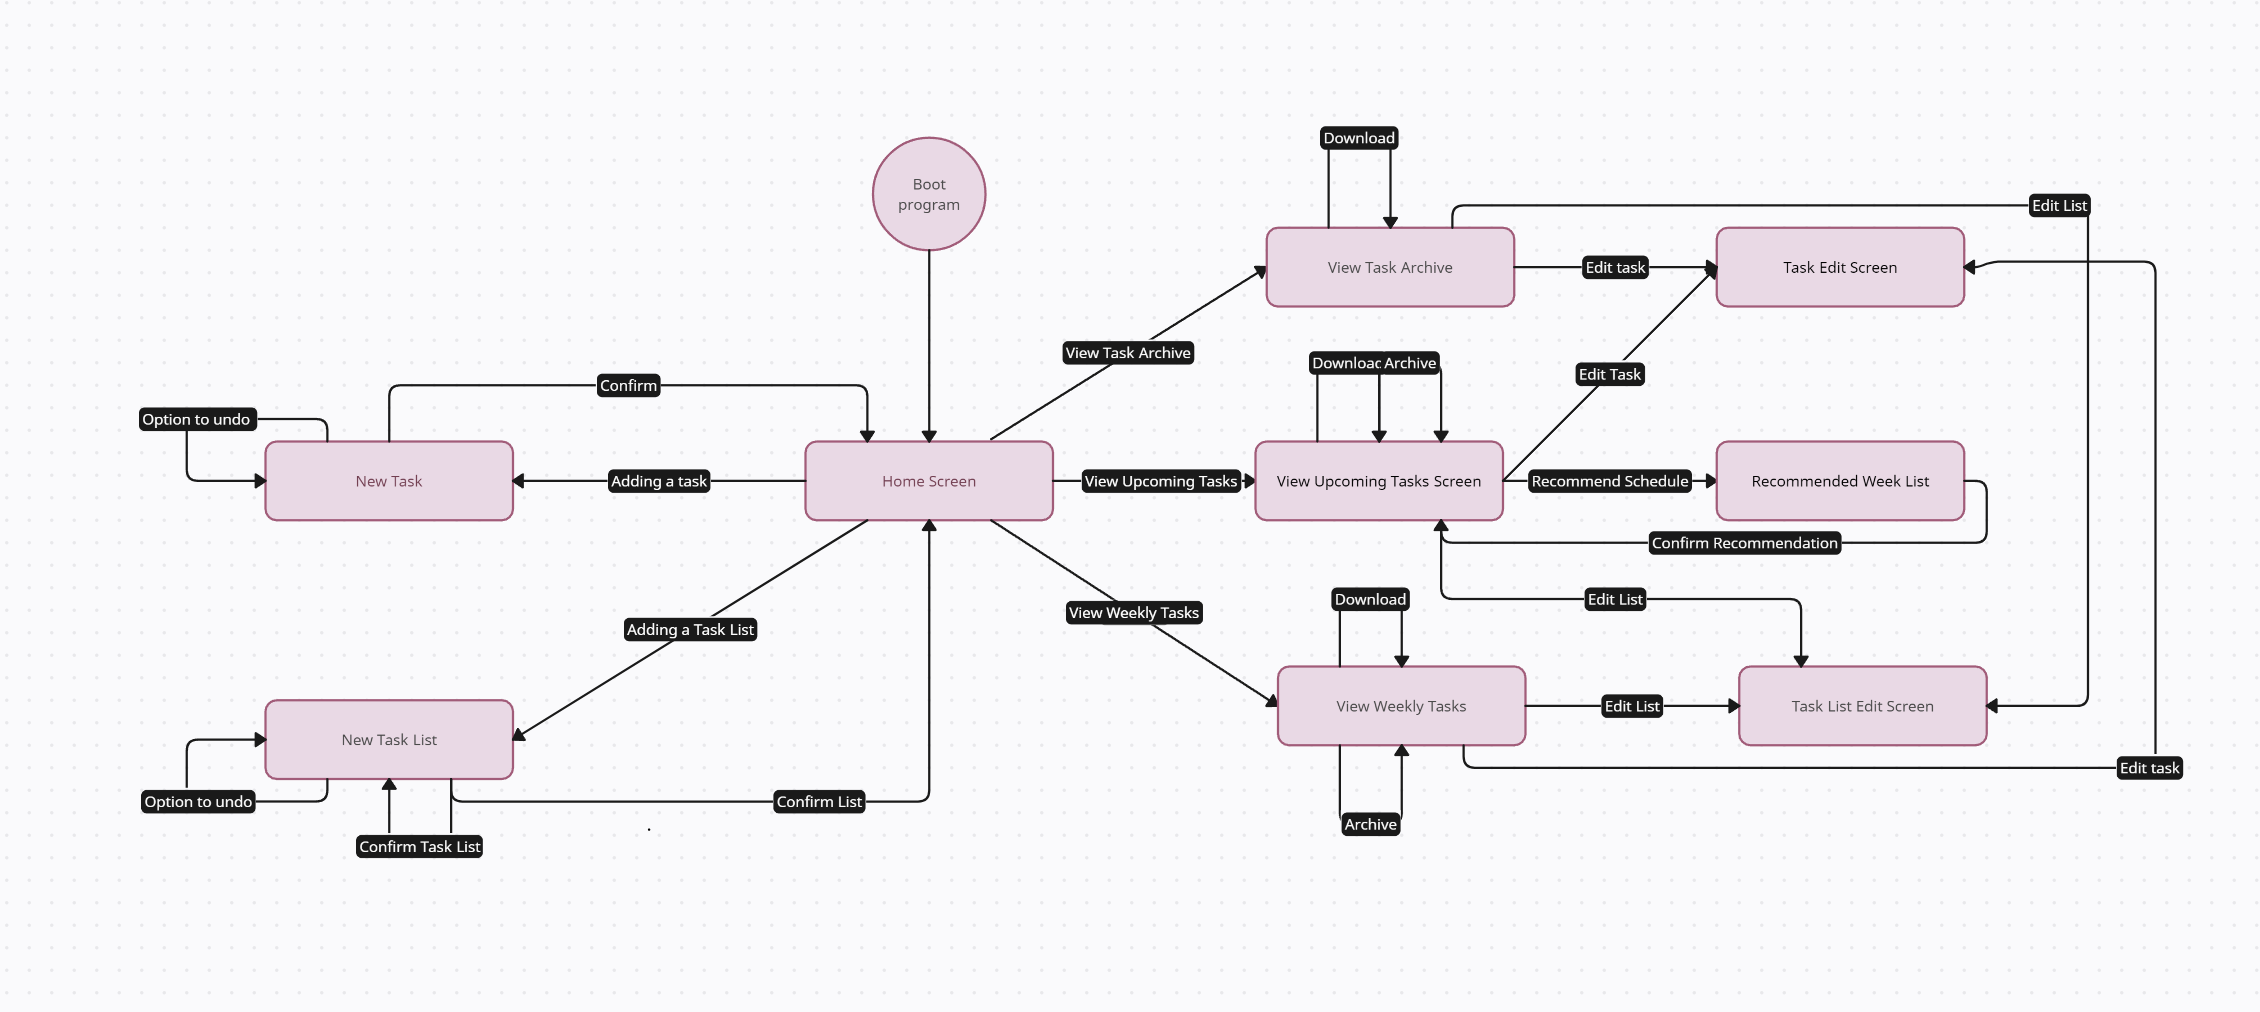 Download
Boot
program
Edit List
View Task Archive
Edit task
Task Edit Screen
View Task Archive
Download
Archive
Edit Task
Confirm
Option to undo
New Task
Adding a task
Home Screen
View Upcoming Tasks
View Upcoming Tasks Screen
Recommend Schedule
Recommended Week List
Confirm Recommendation
Download
Edit List
View Weekly Tasks
Adding a Task List
View Weekly Tasks
Edit List
Task List Edit Screen
New Task List
Edit task
Option to undo
Confirm List
Archive
Confirm Task List